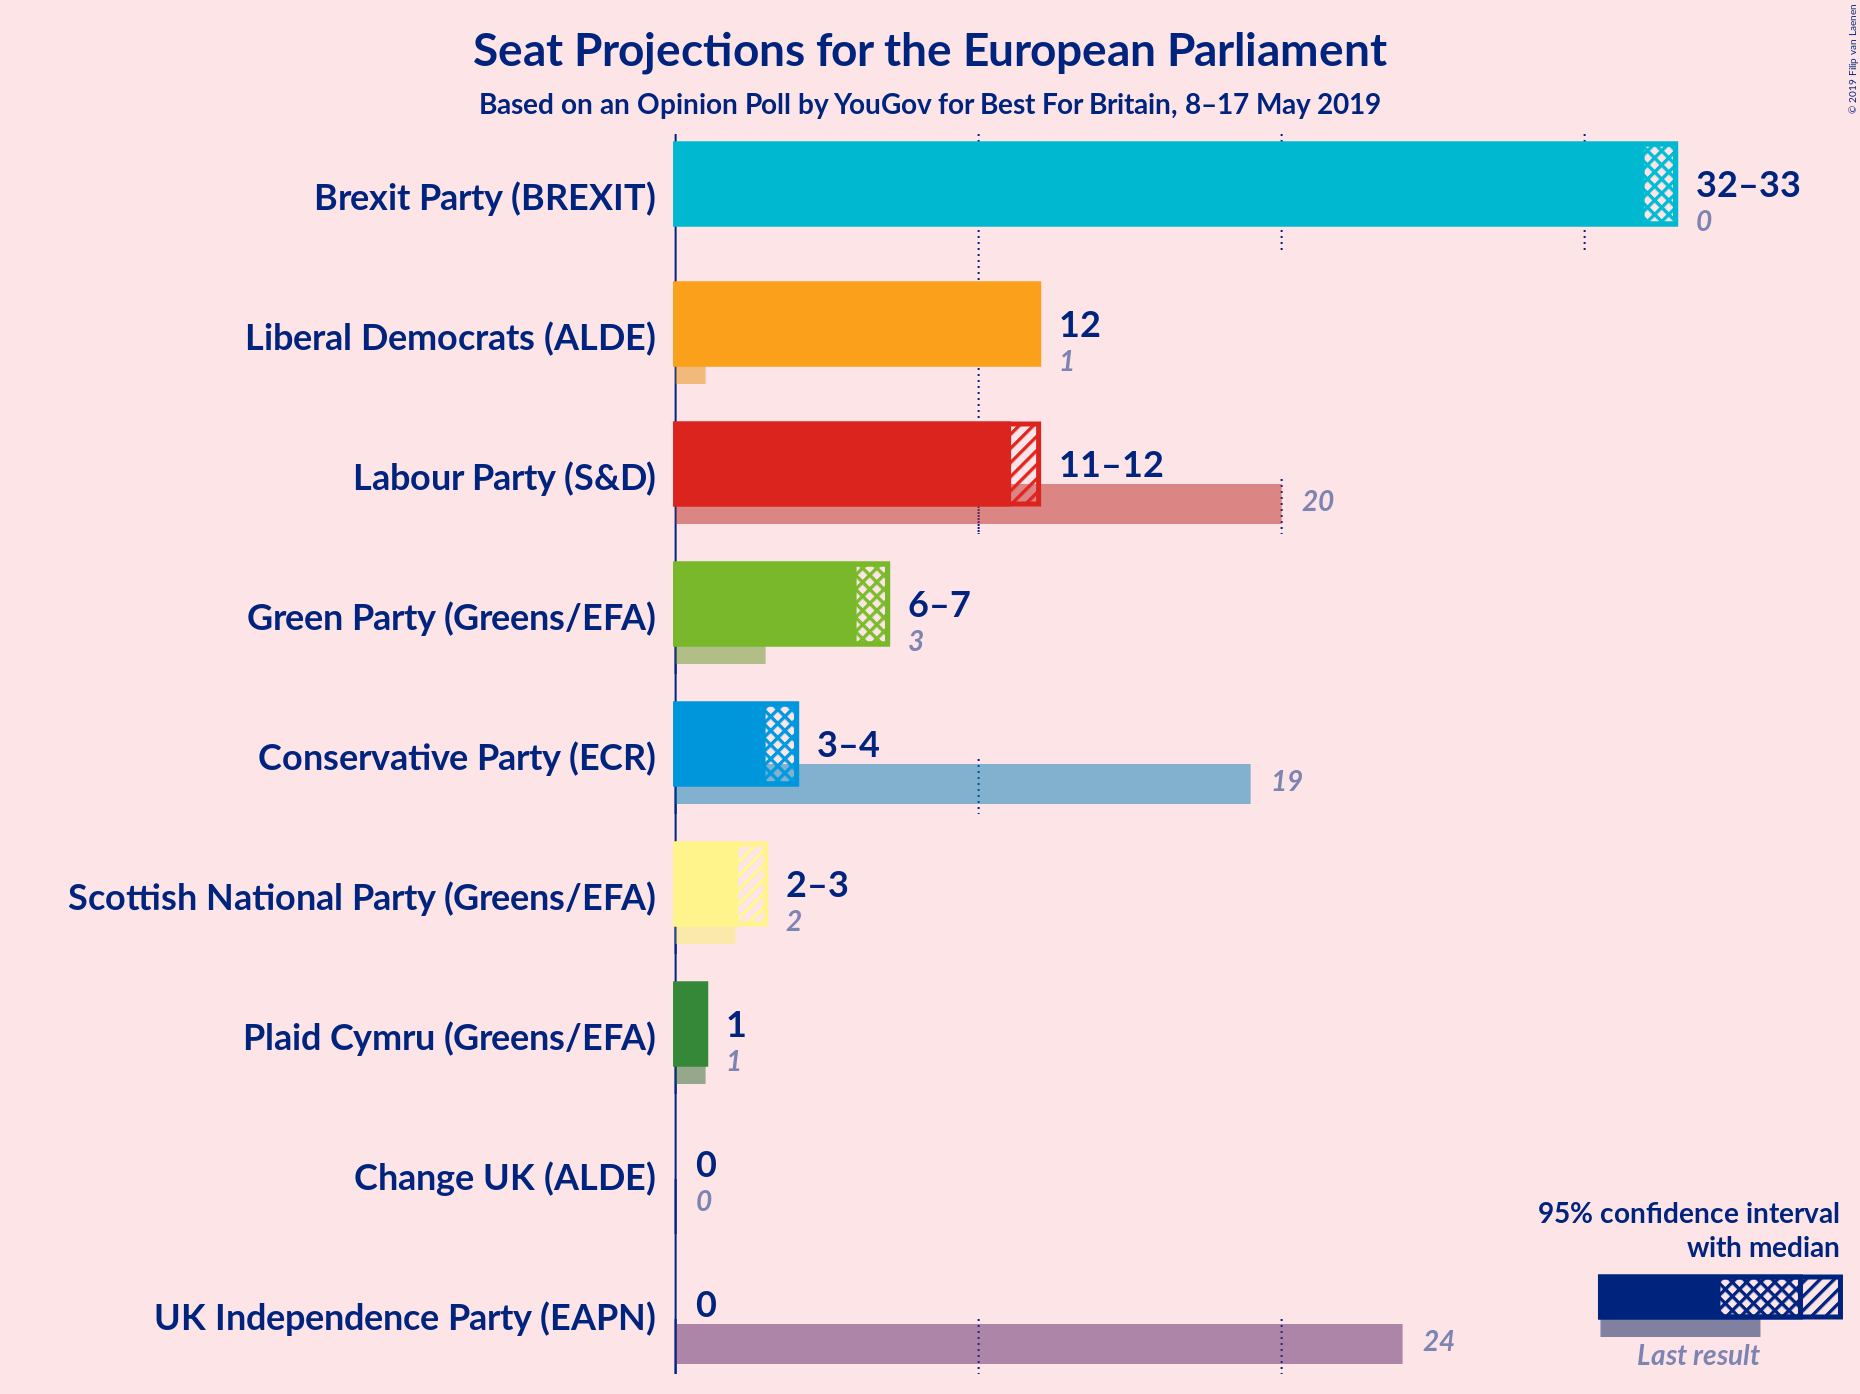 Seat Projections for the European Parliament
Based on an Opinion Poll by YouGov for Best For Britain, 8–17 May 2019
© 2019 Filip van Laenen
Brexit Party (BREXIT)
32–33
0
Liberal Democrats (ALDE)
12
1
Labour Party (S&D)
11–12
20
Green Party (Greens/EFA)
6–7
3
Conservative Party (ECR)
3–4
19
Scottish National Party (Greens/EFA)
2–3
2
Plaid Cymru (Greens/EFA)
1
1
Change UK (ALDE)
0
0
UK Independence Party (EAPN)
0
24
95% confidence interval
with median
Last result